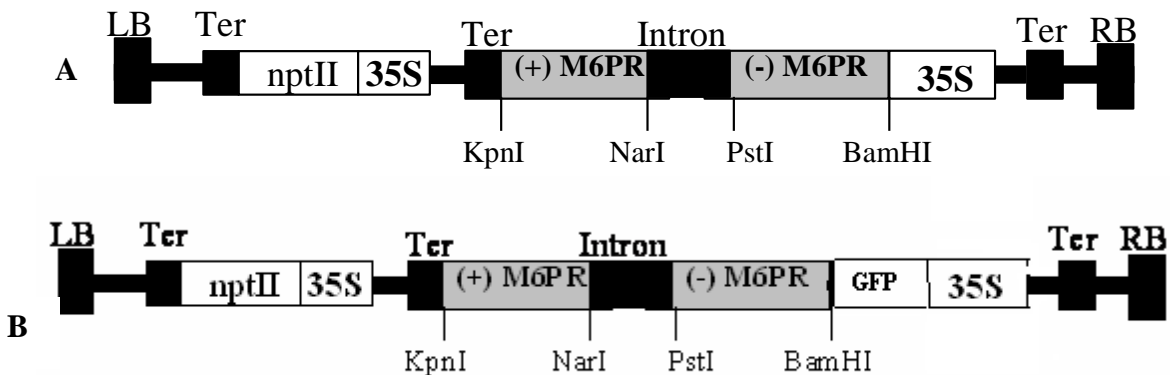 LB Ter Ter Intron Ter RB
A nptII 35S (+) M6PR (-) M6PR 35S
KpnI NarI PstI BamHI
LB Ter Ter Intron Ter RB
nptII 35S (+) M6PR (-) M6PR GFP 35S
B
KpnI NarI PstI BamHI